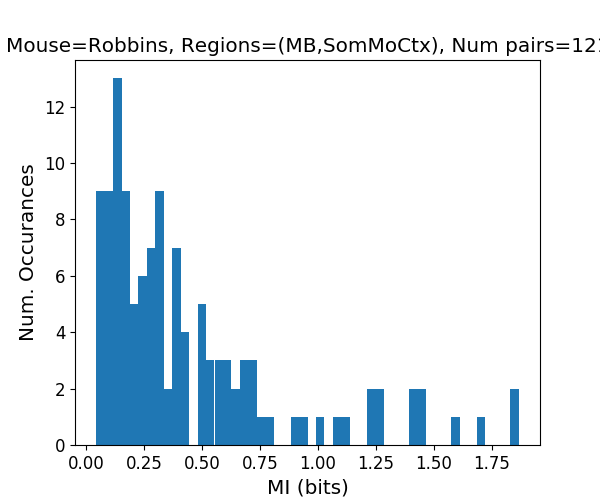 Mouse=Robbins, Regions=(MB,SomMoCtx), Num pairs=121
Num. Occurances
12
10
8
6
4
2
0
0.00 0.25 0.50 0.75 1.00 1.25 1.50 1.75
MI (bits)